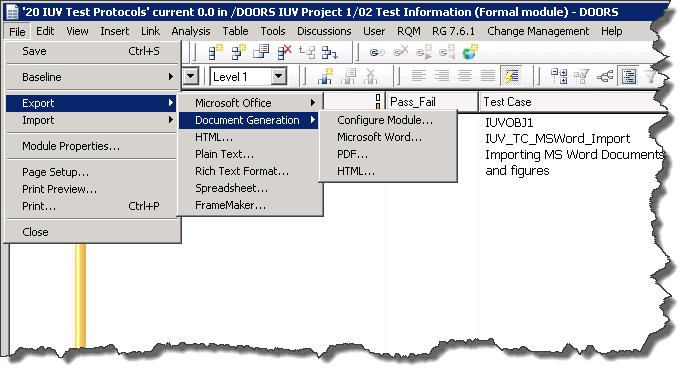 '20 IUV Test Protocols' current 0.0 in /DOORS IUV Project 1/02 Test Information (Formal module) - DOORS
File Edit View Insert Link Analysis Table Tools Discussions User RQM RG 7.6.1 Change Management Help
Save Ctrl+S
Baseline
Level 1
Export
Import
Module Properties...
Page Setup...
Print Preview...
Print... Ctrl+P
Close
Microsoft Office
Document Generation
HTML...
Plain Text...
Rich Text Format...
Spreadsheet...
FrameMaker...
Configure Module...
Microsoft Word...
PDF...
HTML...
Pass_Fail Test Case
IUVOBJ1
IUV_TC_MSWord_Import
Importing MS Word Documents
and figures